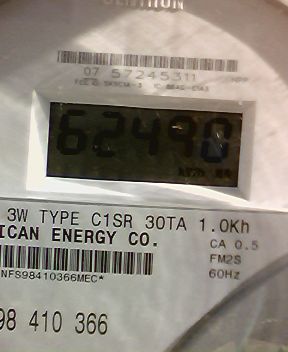 07 57245311
62490
3W TYPE C1SR 30TA 1.0Kh
ICAN ENERGY CO.
CA 0.5
FM2S
60Hz
NFS98410366MEC*
98 410 366